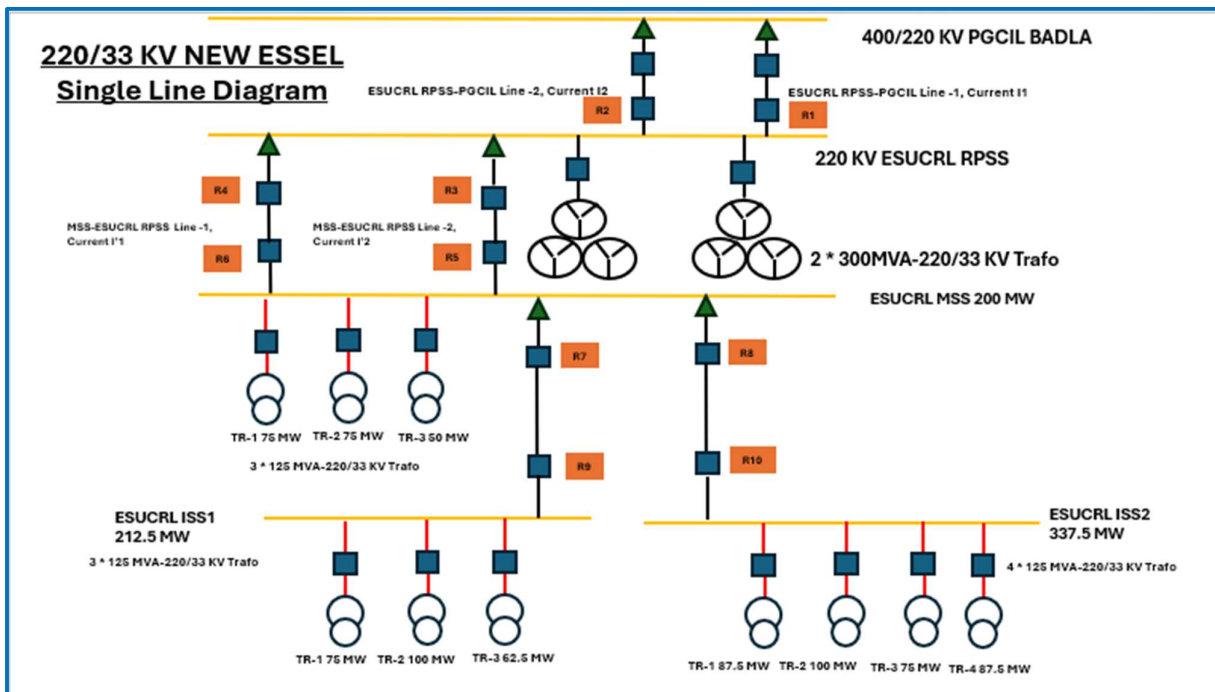 220/33 KV NEW ESSEL
Single Line Diagram
400/220 KV PGCIL BADLA
ESUCRL RPSS-PGCIL Line -2, Current I2
ESUCRL RPSS-PGCIL Line -1, Current I1
R2
R1
220 KV ESUCRL RPSS
R4
R3
MSS-ESUCRL RPSS Line -1,
Current I'1
MSS-ESUCRL RPSS Line -2,
Current I'2
R6
R5
2 * 300MVA-220/33 KV Trafo
ESUCRL MSS 200 MW
R7
R8
TR-1 75 MW
TR-2 75 MW
TR-3 50 MW
3 * 125 MVA-220/33 KV Trafo
R9
R10
ESUCRL ISS1
212.5 MW
ESUCRL ISS2
337.5 MW
3 * 125 MVA-220/33 KV Trafo
4 * 125 MVA-220/33 KV Trafo
TR-1 75 MW
TR-2 100 MW
TR-3 62.5 MW
TR-1 87.5 MW
TR-2 100 MW
TR-3 75 MW
TR-4 87.5 MW